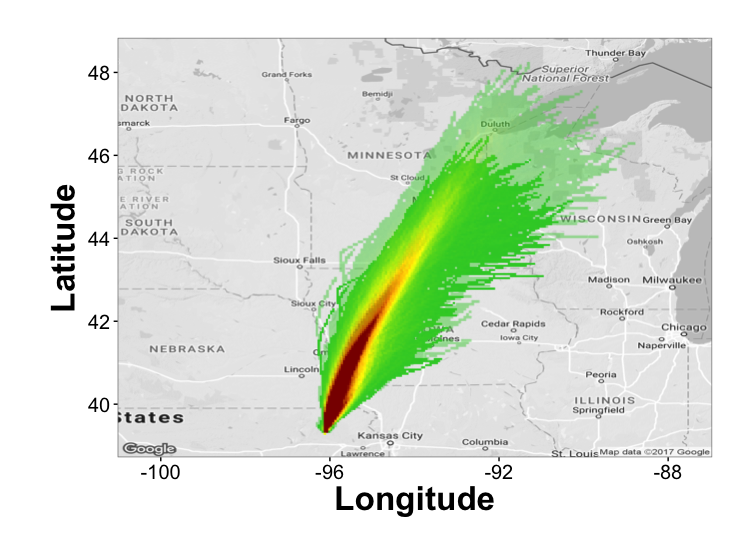 Thunder Bay
48
Superior
National Forest
Grand Forks
Bemidji
NORTH
DAKOTA
smarck
Fargo
Duluth
46
MINNESOTA
G ROCK
ATION
St Cloud
E RIVER
ATION
SOUTH
DAKOTA
WISCONSIN
Green Bay
44
Oshkosh
Sioux Falls
Madison
Milwaukee
Sioux City
Rockford
42
Cedar Rapids
Chicago
Iowa City
Naperville
NEBRASKA
Lincoln
Peoria
40
ILLINOIS
Springfield
States
Kansas City
Columbia
Google
Lawrence
St. Louis
Map data ©2017 Google
-100
-96
-92
-88
Longitude
Latitude